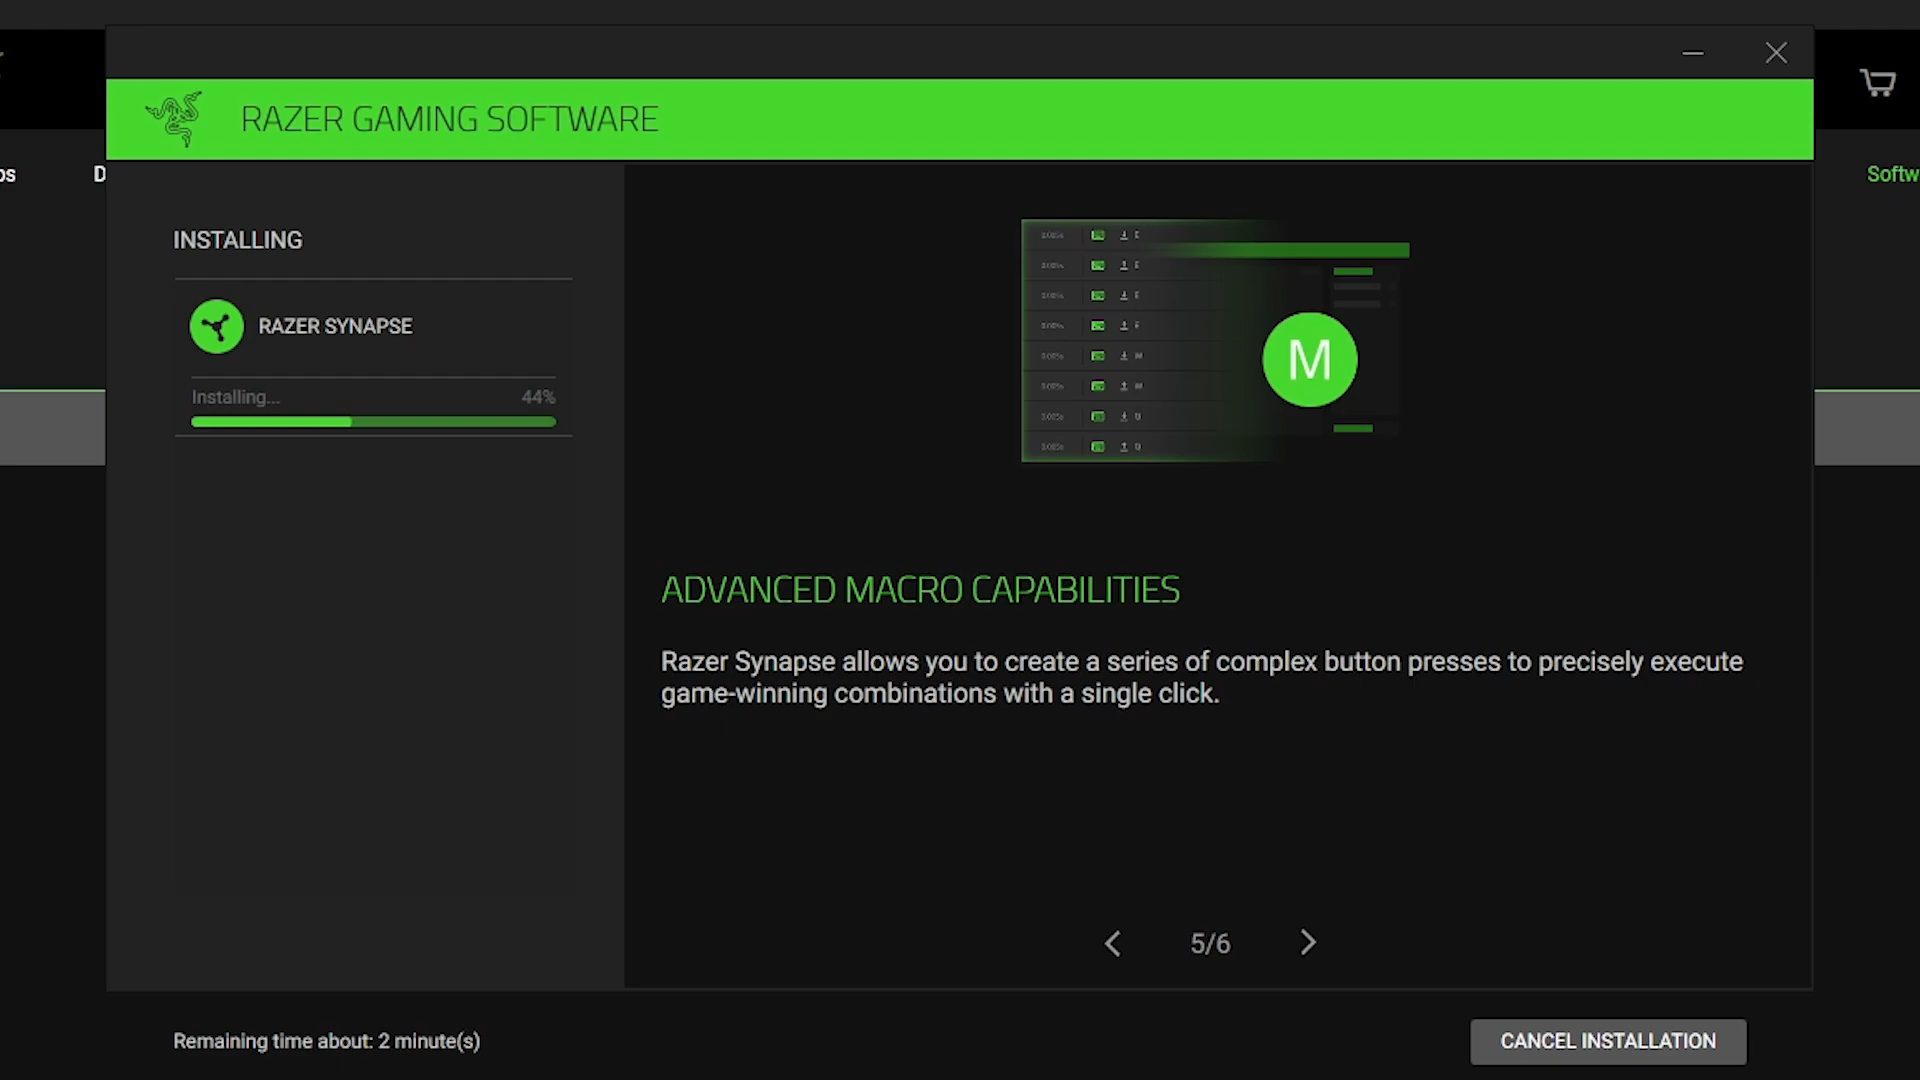 RAZER GAMING SOFTWARE
Softw
INSTALLING
RAZER SYNAPSE
Installing...
44%
M
ADVANCED MACRO CAPABILITIES
Razer Synapse allows you to create a series of complex button presses to precisely execute
game-winning combinations with a single click.
5/6
Remaining time about: 2 minute(s)
CANCEL INSTALLATION